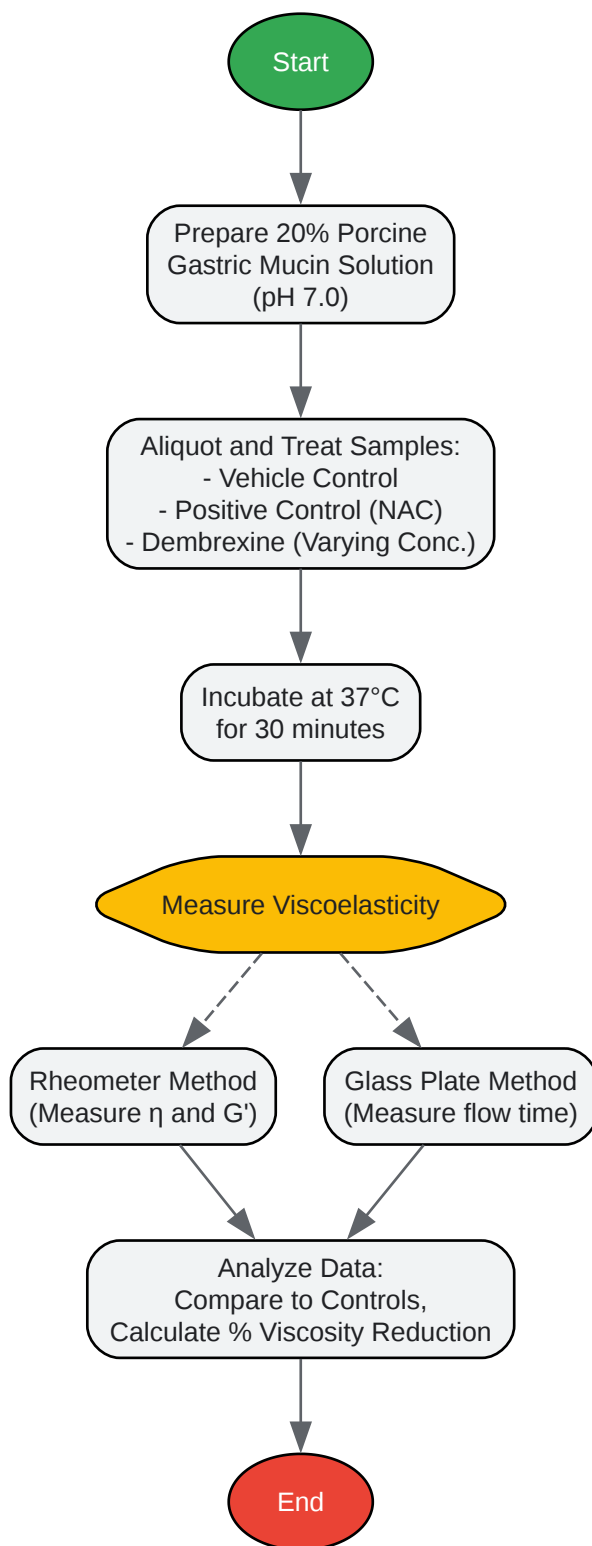 Start
Prepare 20% Porcine
Gastric Mucin Solution
(pH 7.0)
Aliquot and Treat Samples:
- Vehicle Control
- Positive Control (NAC)
- Dembrexine (Varying Conc.)
Incubate at 37°C
for 30 minutes
Measure Viscoelasticity
Rheometer Method
(Measure η and G')
Glass Plate Method
(Measure flow time)
Analyze Data:
Compare to Controls,
Calculate % Viscosity Reduction
End